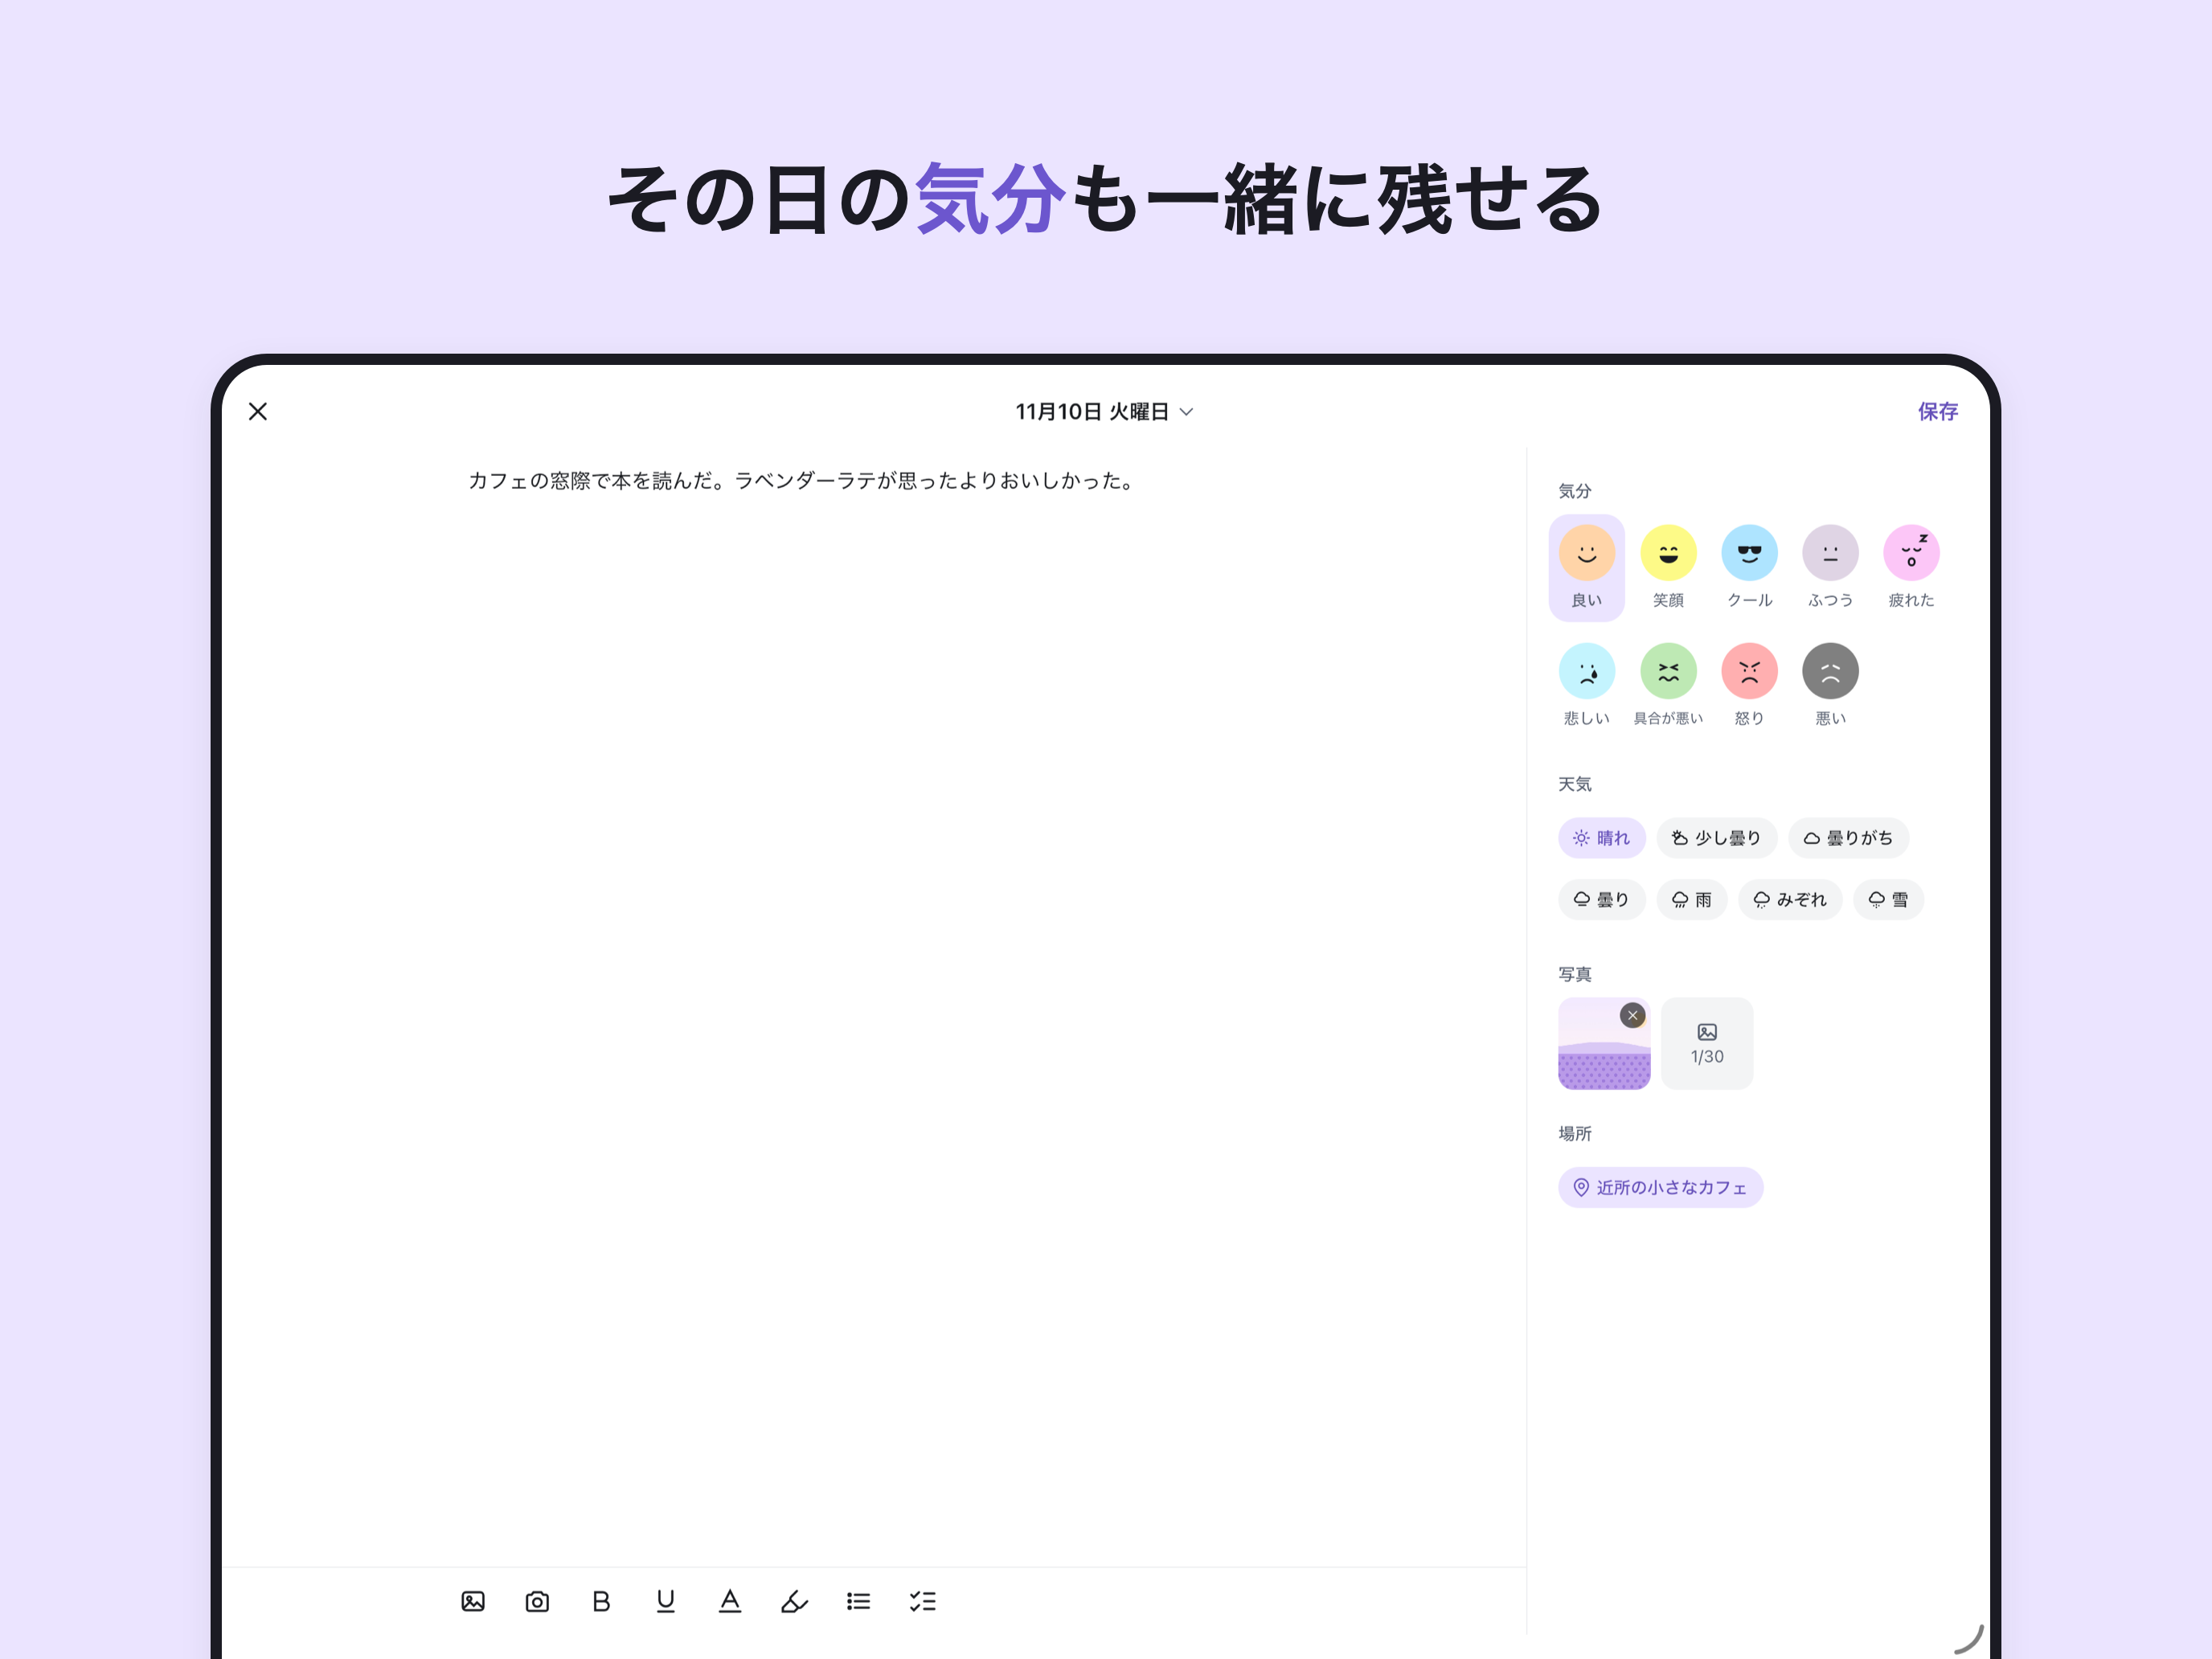 その日の気分も一緒に残せる
11月10日 火曜日
保存
カフェの窓際で本を読んだ。ラベンダーラテが思ったよりおいしかった。
気分
良い 笑顔 クール ふつう 疲れた
悲しい 具合が悪い 怒り 悪い
天気
晴れ 少し曇り 曇りがち
曇り 雨 みぞれ 雪
写真
1/30
場所
近所の小さなカフェ